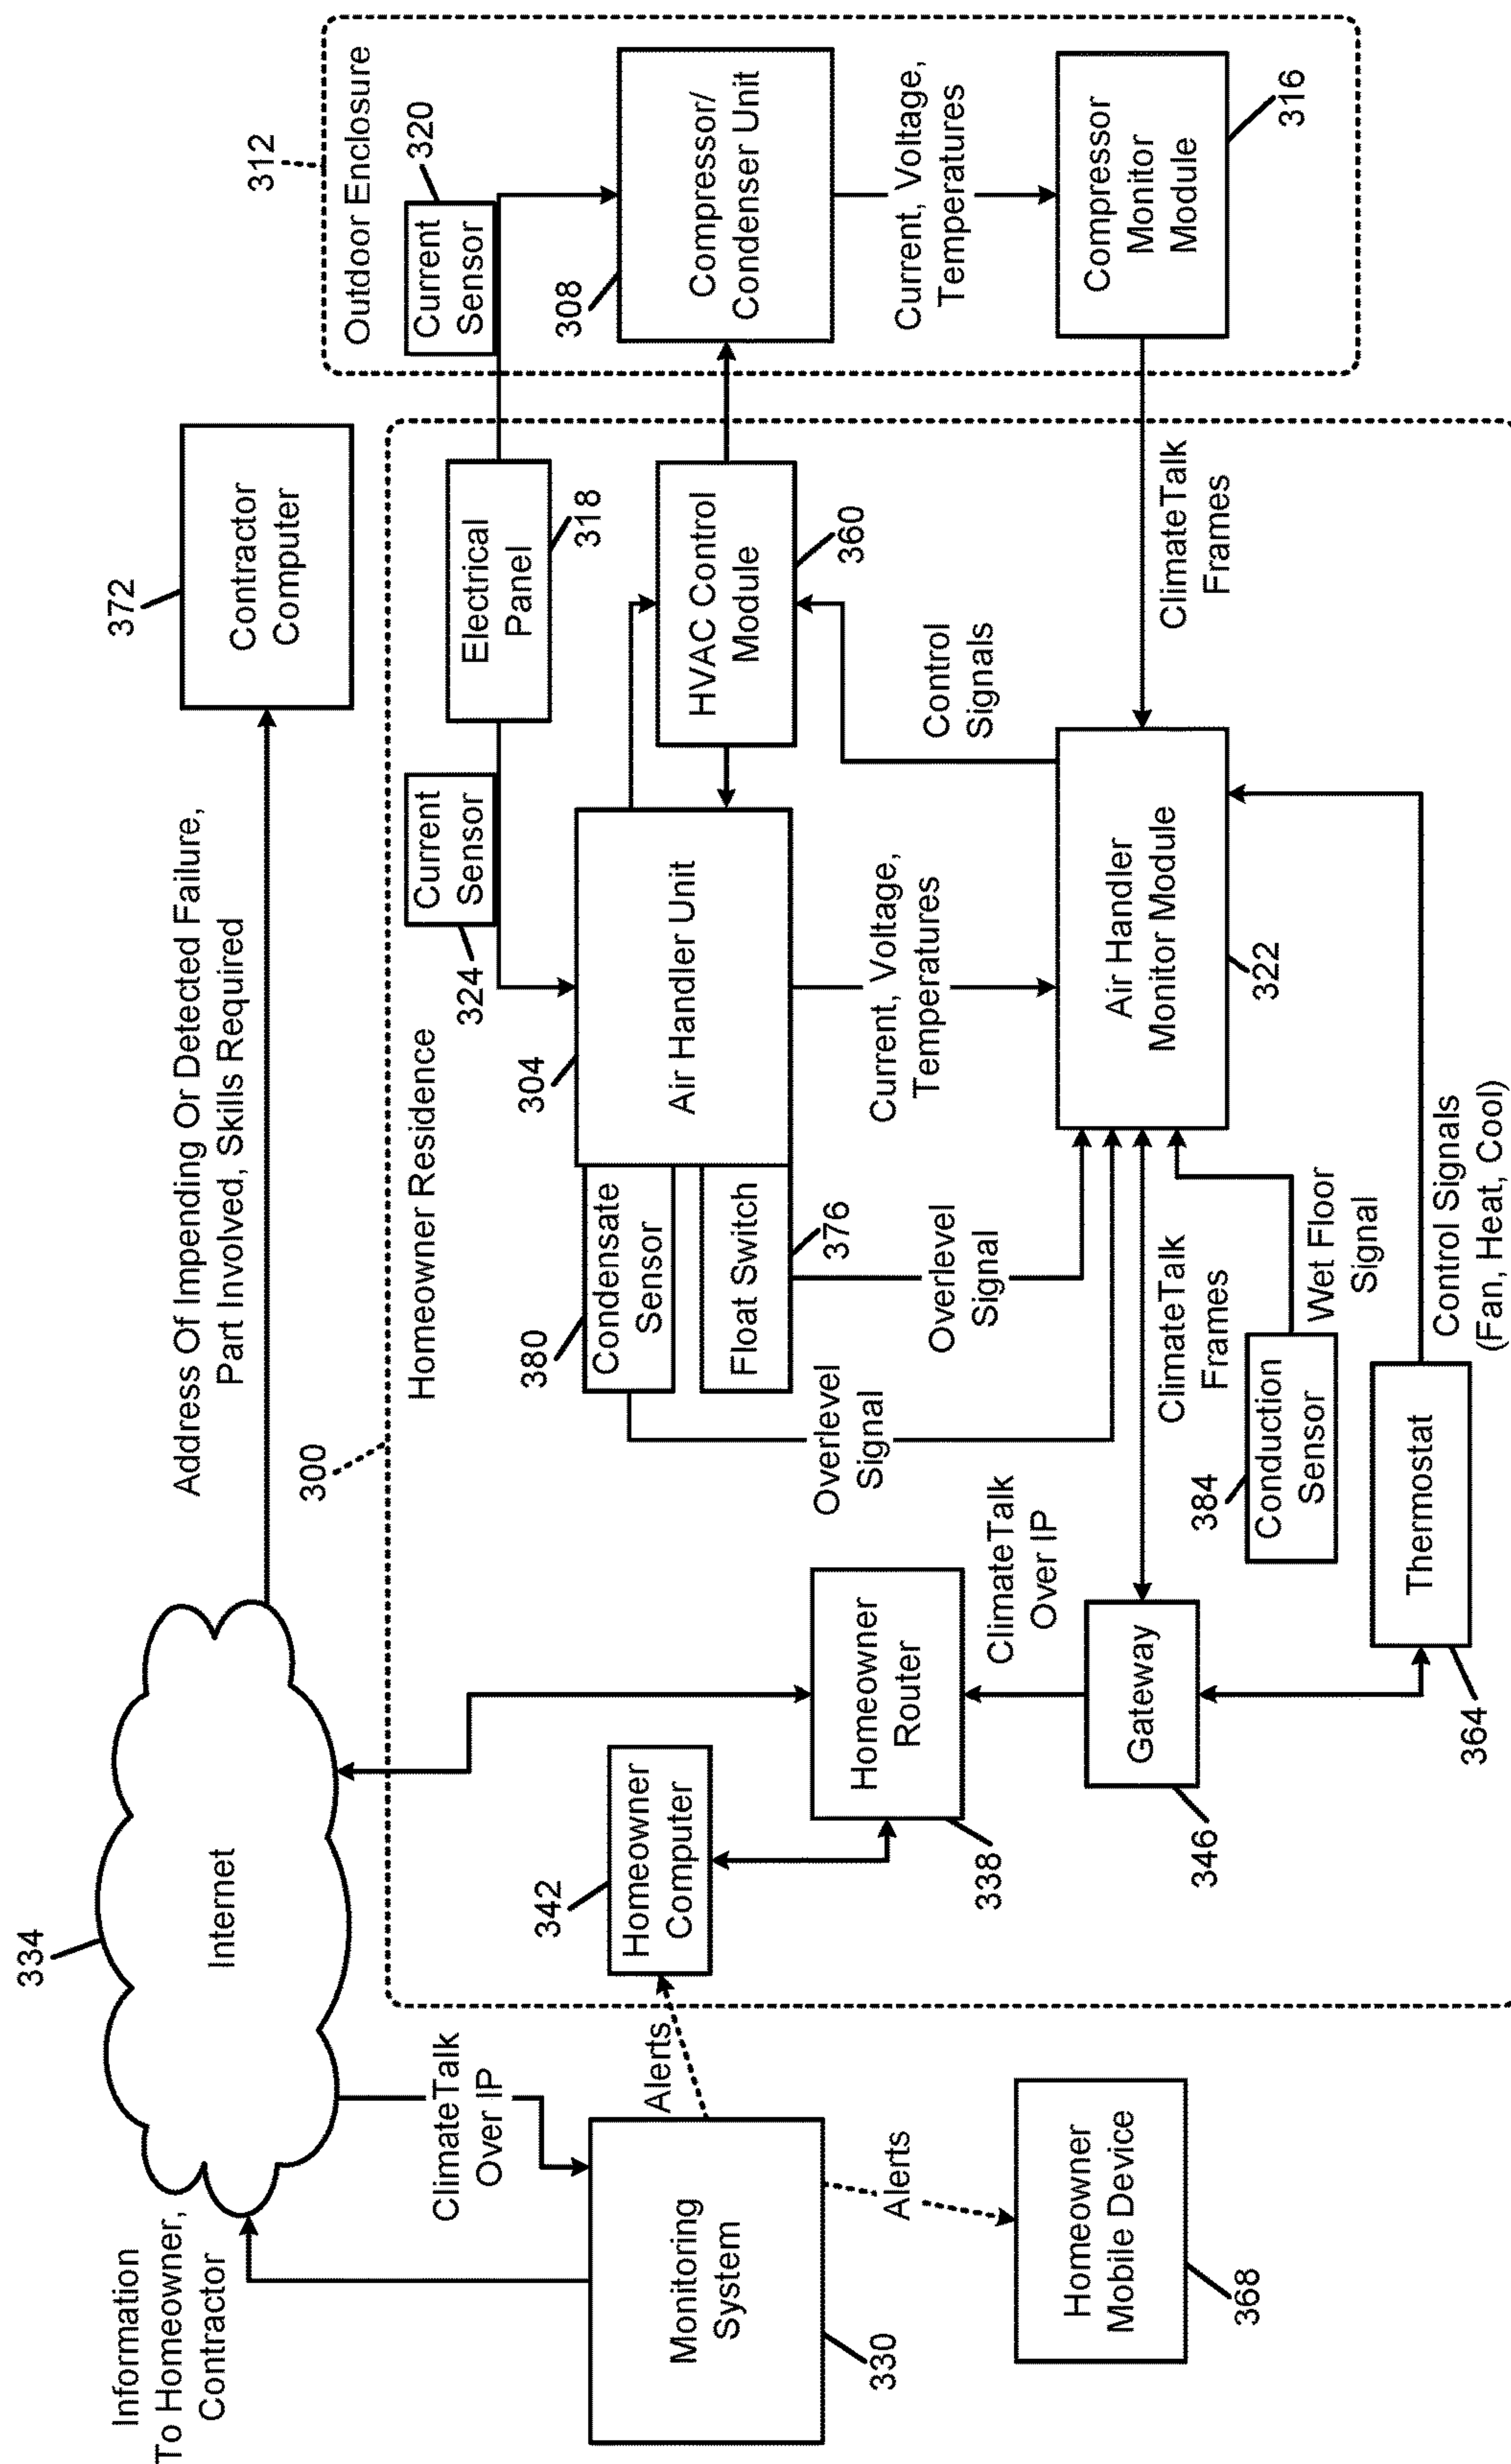 Information
To Homeowner,
Contractor
334
Internet
Address Of Impending Or Detected Failure,
Part Involved, Skills Required
372
Contractor
Computer
312
Outdoor Enclosure
320
Current
Sensor
308
Compressor/
Condenser Unit
Current, Voltage,
Temperatures
Compressor
Monitor
Module
316
300
Homeowner Residence
Current
Sensor
324
Electrical
Panel
318
HVAC Control
Module
360
304
Air Handler Unit
380
Condensate
Sensor
Float Switch
376
Overlevel
Signal
Overlevel
Signal
Current, Voltage,
Temperatures
Control
Signals
ClimateTalk
Frames
Air Handler
Monitor Module
322
ClimateTalk
Frames
Wet Floor
Signal
384
Conduction
Sensor
Control Signals
(Fan, Heat, Cool)
Thermostat
364
Gateway
346
ClimateTalk
Over IP
Homeowner
Router
338
342
Homeowner
Computer
Alerts
ClimateTalk
Over IP
Monitoring
System
330
Alerts
Homeowner
Mobile Device
368